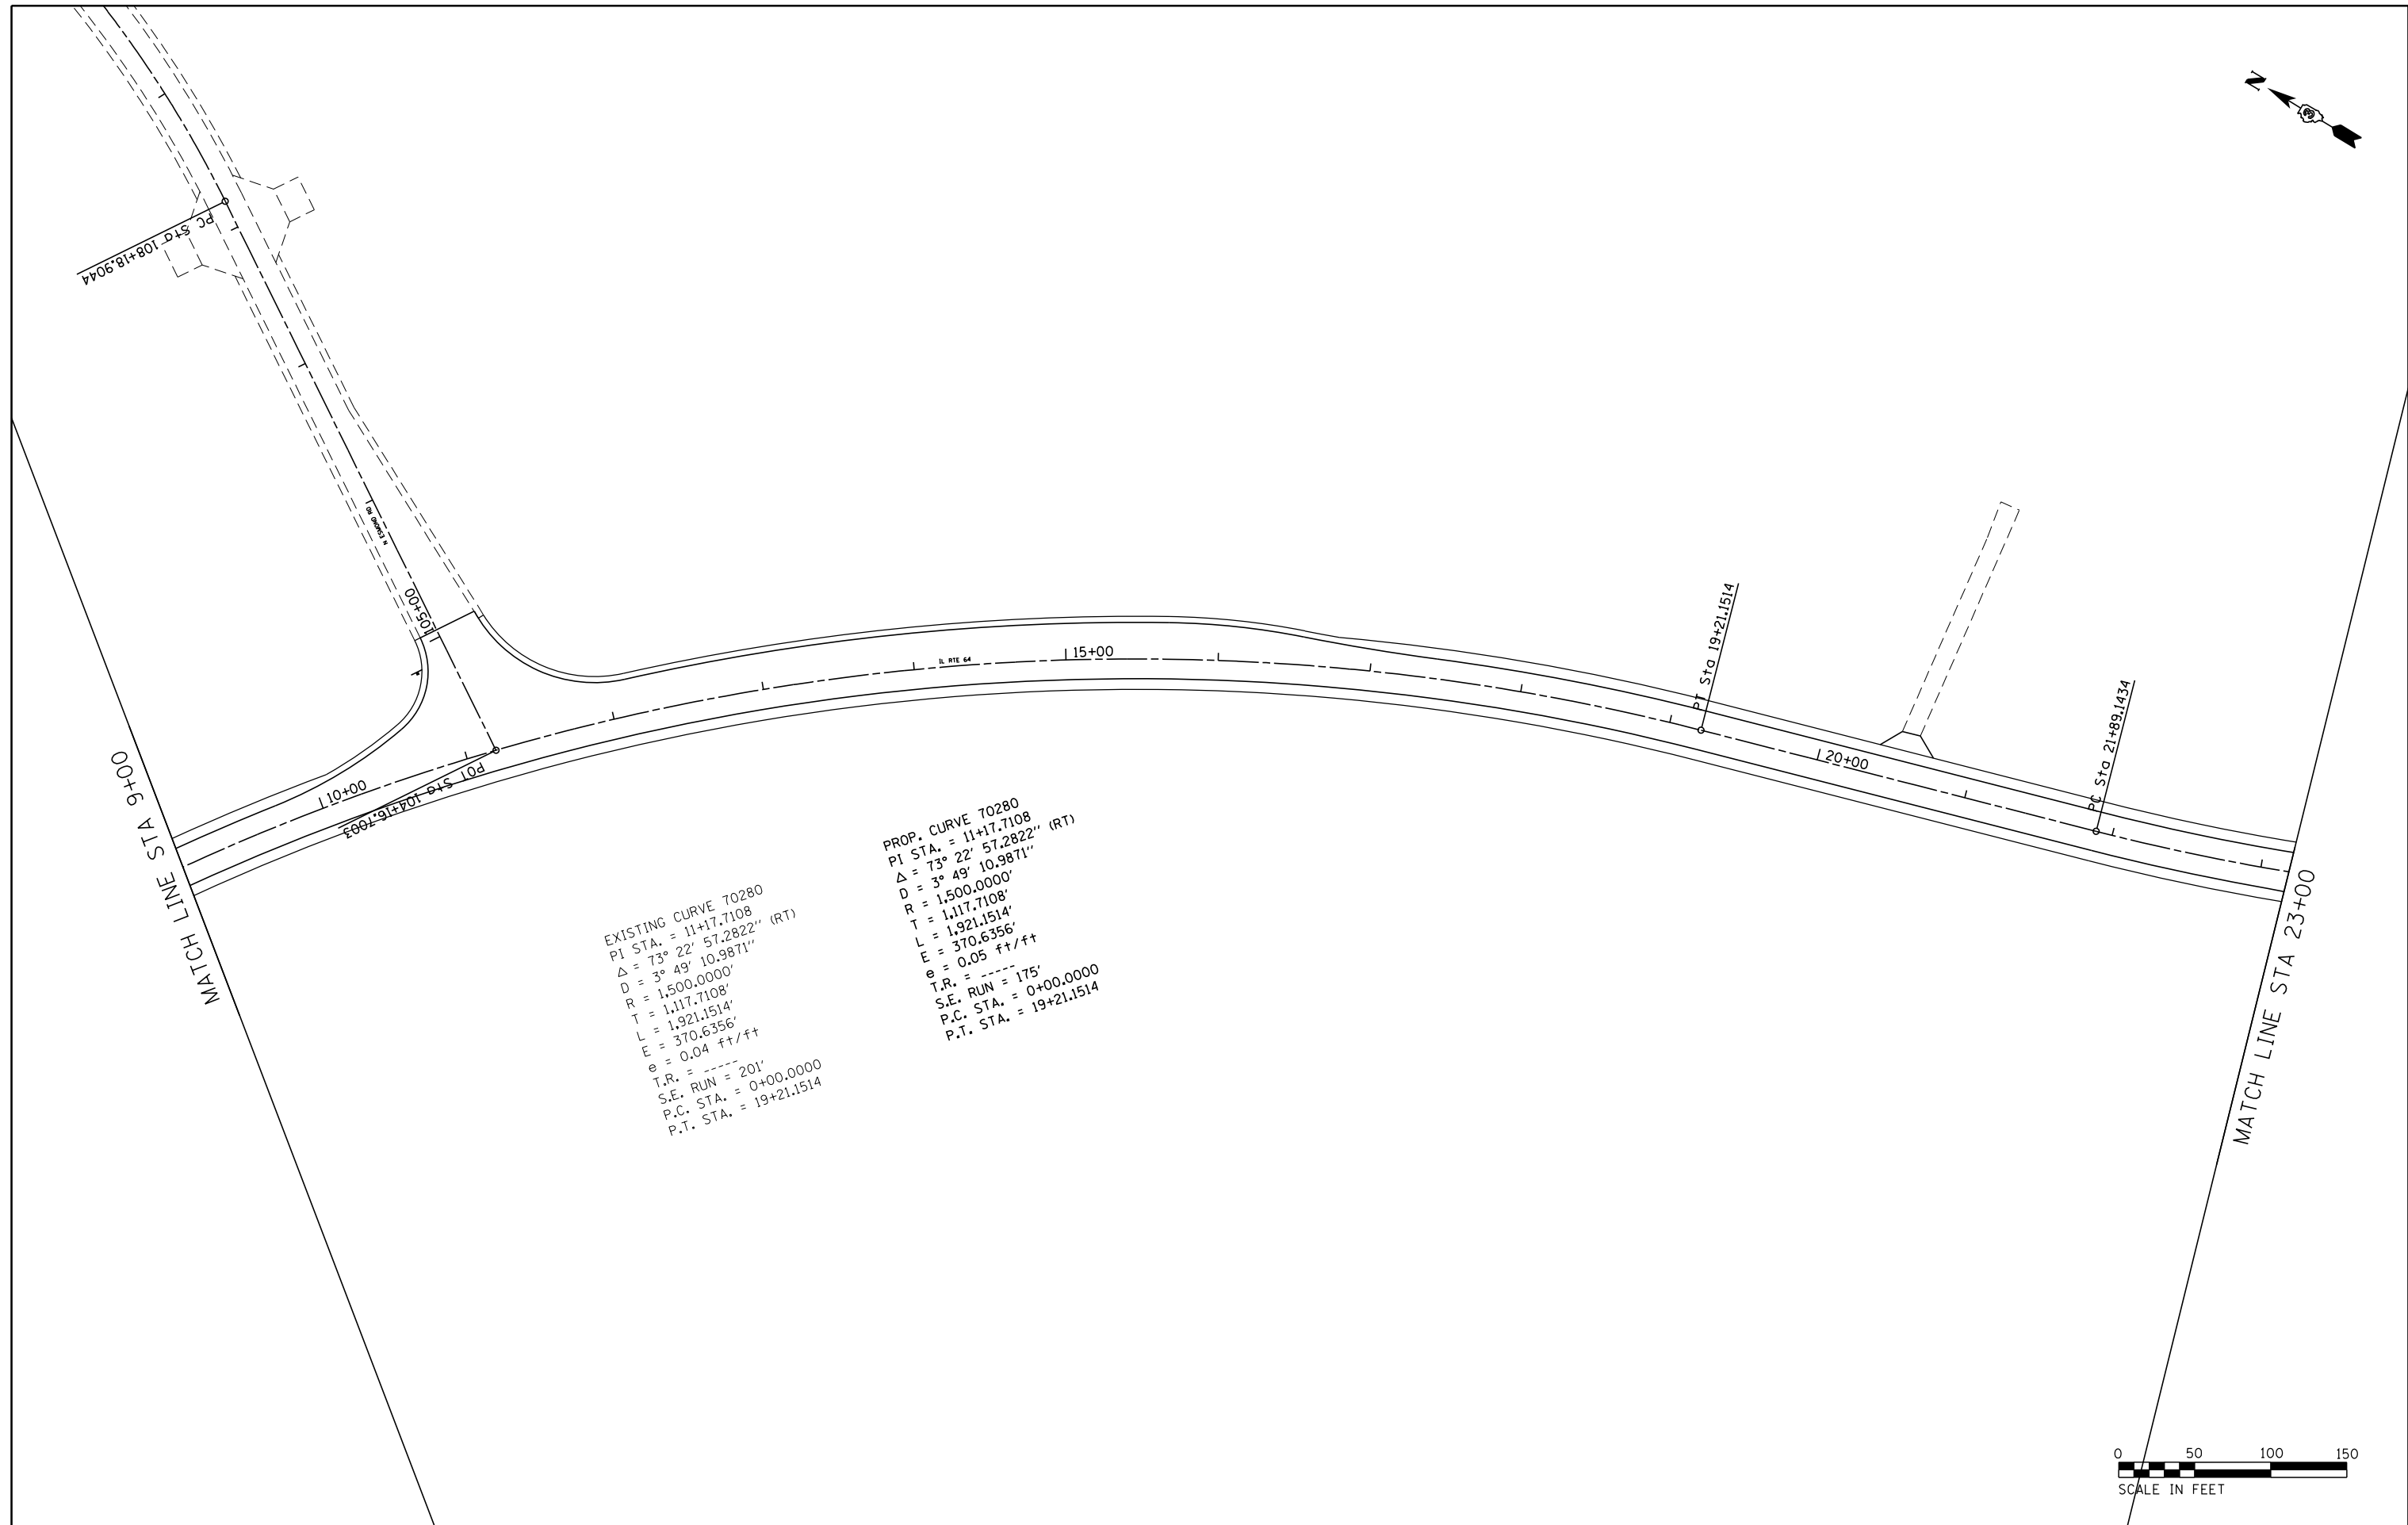 N
3
PC Sta 108+18.9044
N ESMOND RD
105+00
MATCH LINE STA 9+00
10+00
POT Sta 104+16.7003
IL RTE 64
15+00
PT Sta 19+21.1514
20+00
PC Sta 21+89.1434
MATCH LINE STA 23+00
EXISTING CURVE 70280
PI STA. = 11+17.7108
Δ = 73° 22' 57.2822'' (RT)
D = 3° 49' 10.9871''
R = 1,500.0000'
T = 1,117.7108'
L = 1,921.1514'
E = 370.6356'
e = 0.04 ft/ft
T.R. = -----
S.E. RUN = 201'
P.C. STA. = 0+00.0000
P.T. STA. = 19+21.1514
PROP. CURVE 70280
PI STA. = 11+17.7108
Δ = 73° 22' 57.2822'' (RT)
D = 3° 49' 10.9871''
R = 1,500.0000'
T = 1,117.7108'
L = 1,921.1514'
E = 370.6356'
e = 0.05 ft/ft
T.R. = -----
S.E. RUN = 175'
P.C. STA. = 0+00.0000
P.T. STA. = 19+21.1514
0 50 100 150
SCALE IN FEET